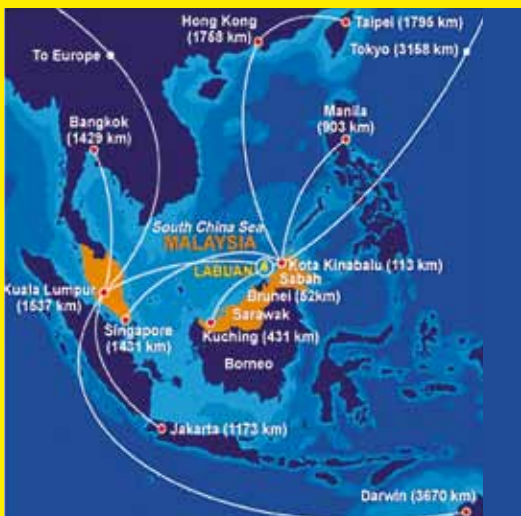 Hong Kong
(1758 km)
Taipei (1795 km)
To Europe
Tokyo (3158 km)
Bangkok
(1429 km)
Manila
(903 km)
South China Sea
MALAYSIA
LABUAN
Kota Kinabalu (113 km)
Sabah
Kuala Lumpur
(1537 km)
Brunei (52km)
Singapore
(1431 km)
Sarawak
Kuching (431 km)
Borneo
Jakarta (1173 km)
Darwin (3670 km)